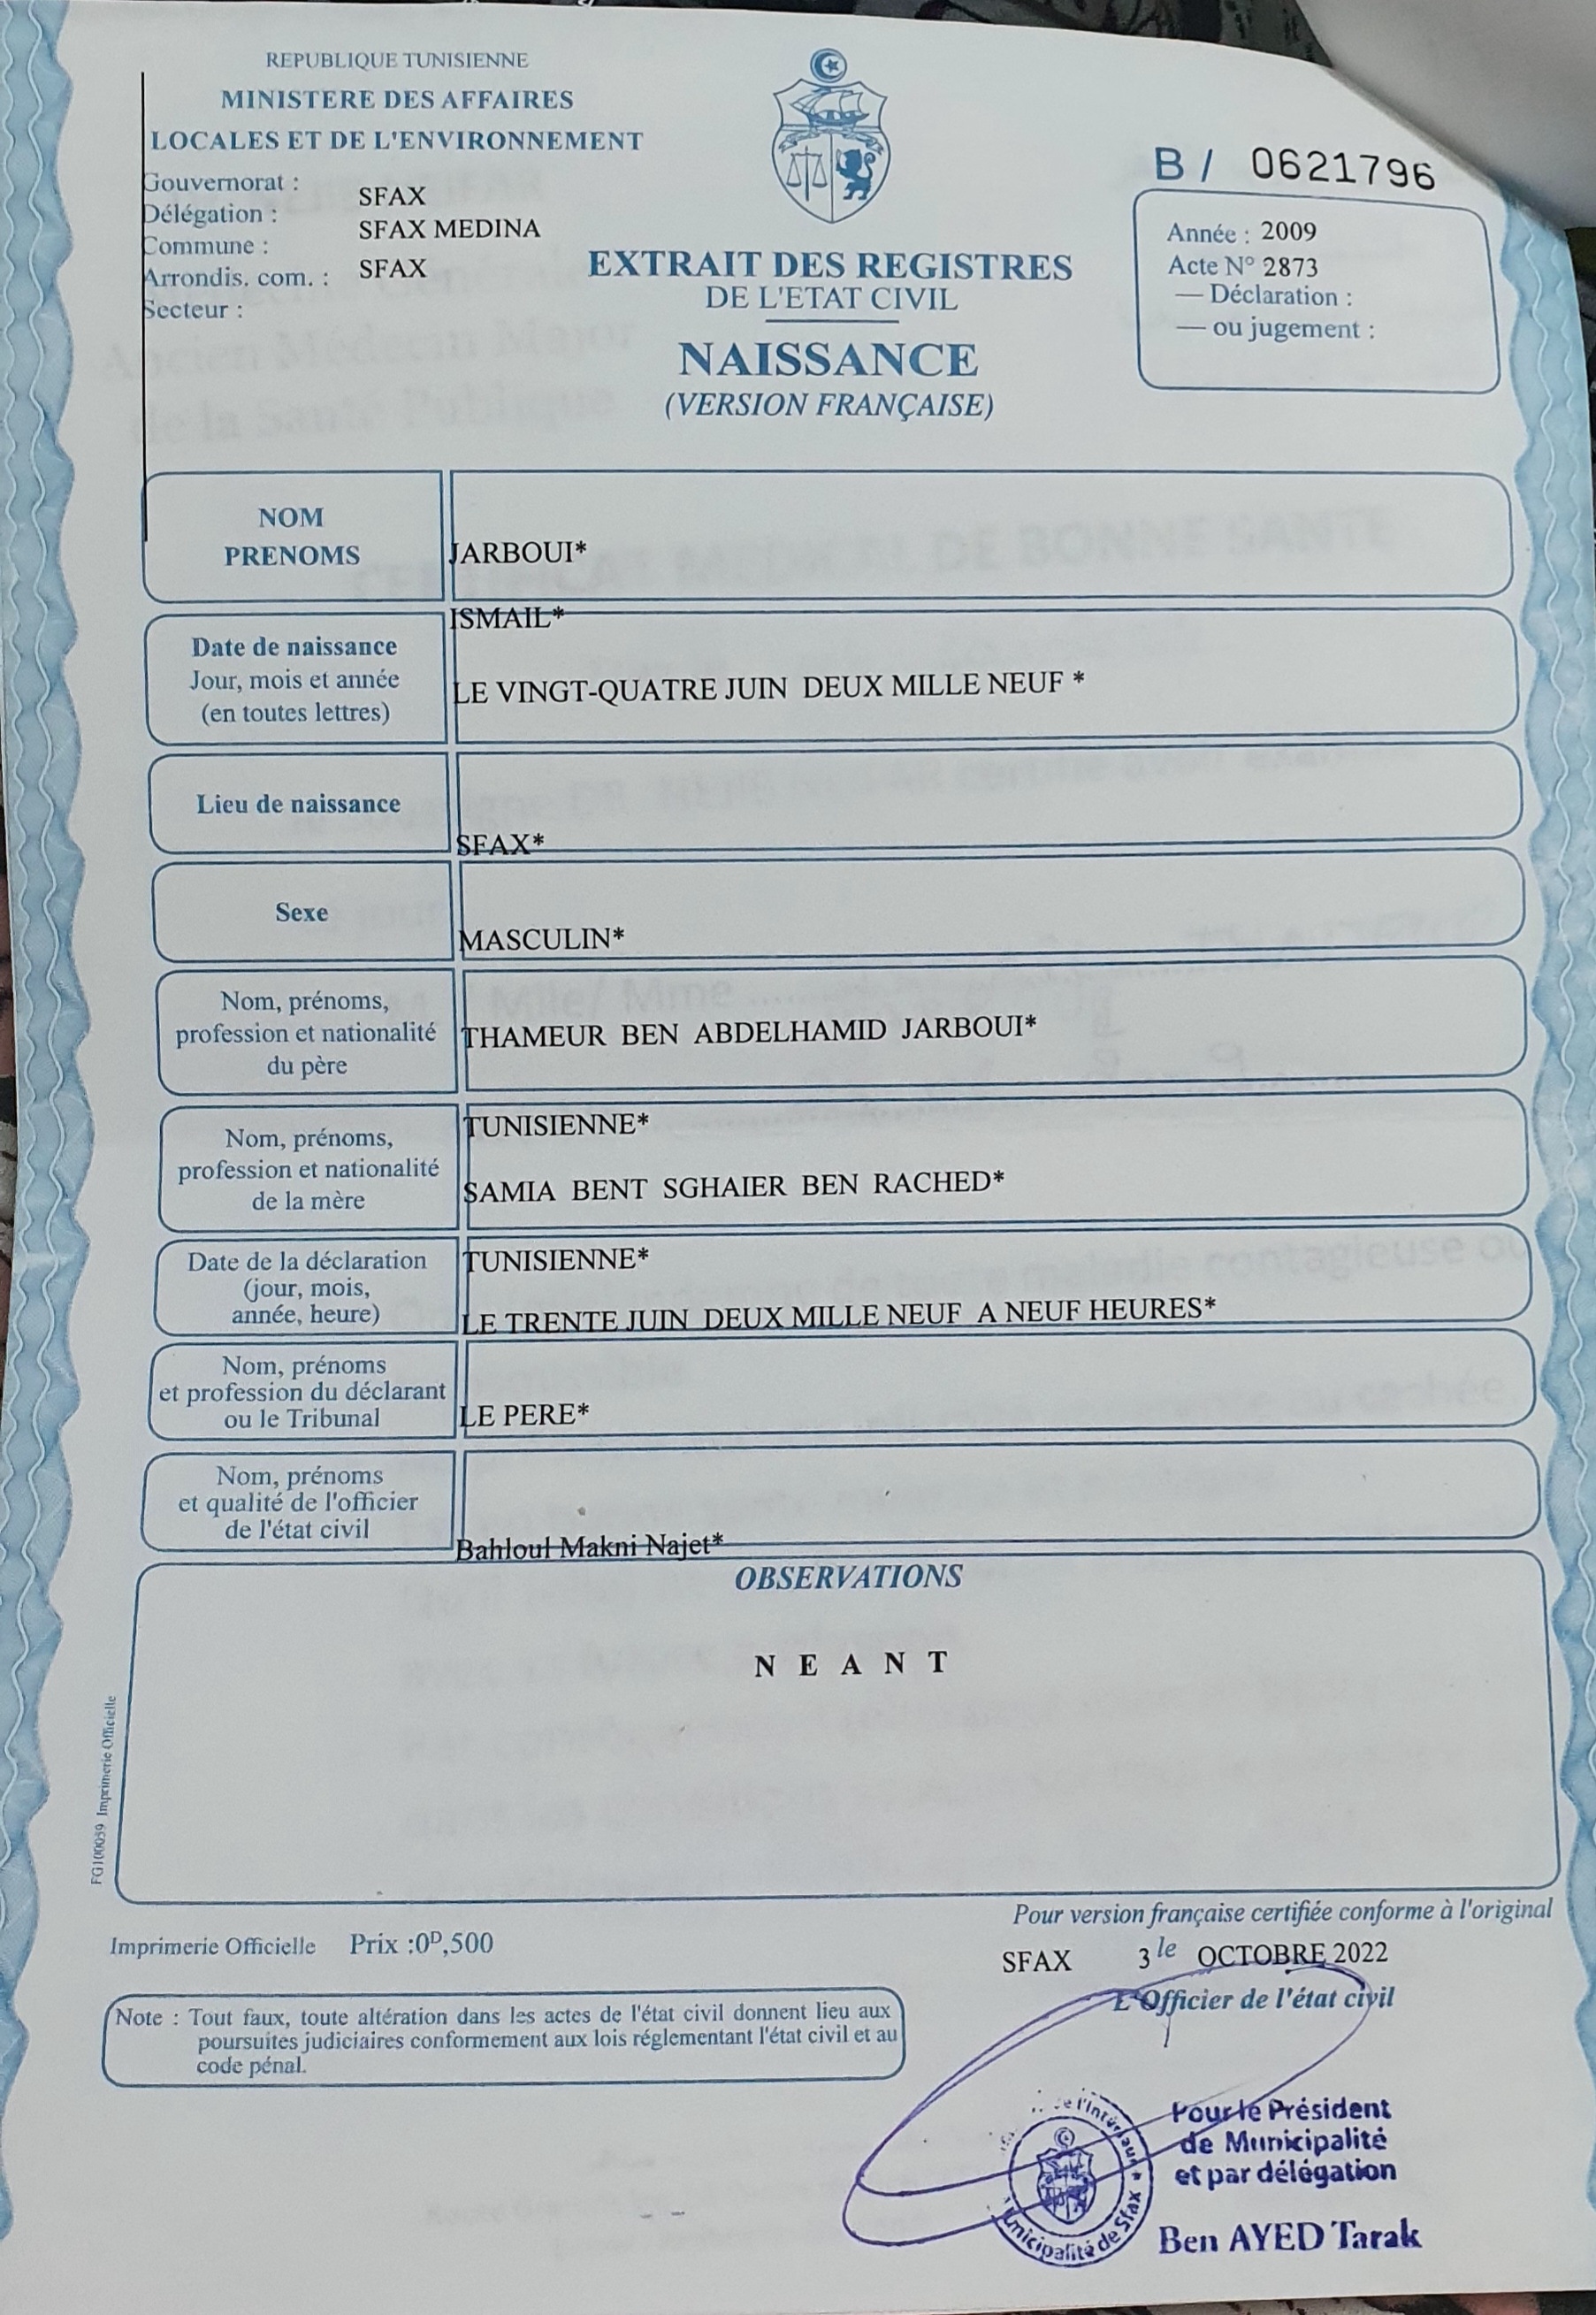 REPUBLIQUE TUNISIENNE
MINISTERE DES AFFAIRES
LOCALES ET DE L'ENVIRONNEMENT
Gouvernorat : SFAX
Délégation : SFAX MEDINA
Commune :
Arrondis. com. : SFAX
Secteur :
EXTRAIT DES REGISTRES
DE L'ETAT CIVIL
NAISSANCE
(VERSION FRANÇAISE)
B / 0621796
Année : 2009
Acte N° 2873
— Déclaration :
— ou jugement :
NOM
PRENOMS
JARBOUI*
ISMAIL*
Date de naissance
Jour, mois et année
(en toutes lettres)
LE VINGT-QUATRE JUIN DEUX MILLE NEUF *
Lieu de naissance
SFAX*
Sexe
MASCULIN*
Nom, prénoms,
profession et nationalité
du père
THAMEUR BEN ABDELHAMID JARBOUI*
TUNISIENNE*
Nom, prénoms,
profession et nationalité
de la mère
SAMIA BENT SGHAIER BEN RACHED*
TUNISIENNE*
Date de la déclaration
(jour, mois,
année, heure)
LE TRENTE JUIN DEUX MILLE NEUF A NEUF HEURES*
Nom, prénoms
et profession du déclarant
ou le Tribunal
LE PERE*
Nom, prénoms
et qualité de l'officier
de l'état civil
Bahloul Makni Najet*
OBSERVATIONS
N E A N T
FG100039 Imprimerie Officielle
Pour version française certifiée conforme à l'original
Imprimerie Officielle Prix :0ᴰ,500
SFAX 3 le OCTOBRE 2022
L'Officier de l'état civil
Note : Tout faux, toute altération dans les actes de l'état civil donnent lieu aux
poursuites judiciaires conformement aux lois réglementant l'état civil et au
code pénal.
Pour le Président
de Municipalité
et par délégation
Ben AYED Tarak
de l'Intérieur * Municipalité de Sfax *